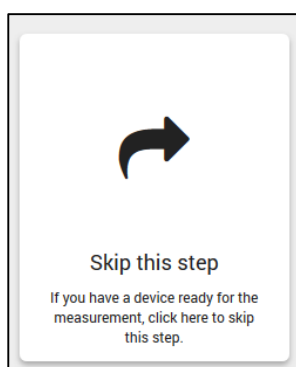 Skip this step
If you have a device ready for the
measurement, click here to skip
this step.